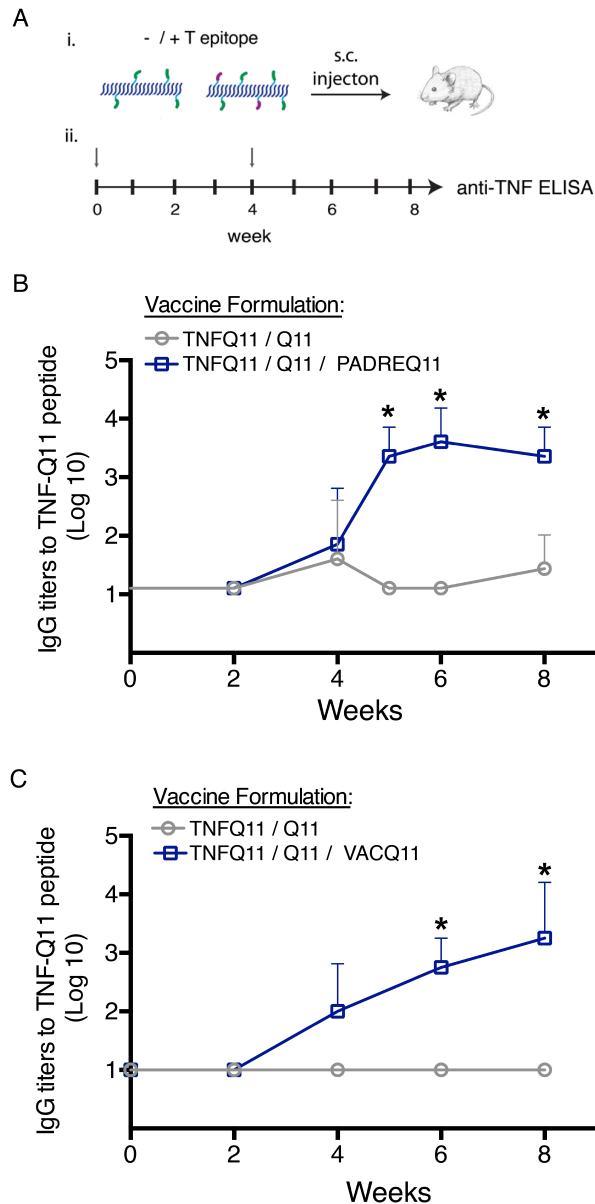 A
i.
- / + T epitope
s.c.
injecton
ii.
0
2
4
6
8
anti-TNF ELISA
week
B
Vaccine Formulation:
TNFQ11 / Q11
TNFQ11 / Q11 / PADREQ11
IgG titers to TNF-Q11 peptide
(Log 10)
5
4
3
2
1
* * *
0 2 4 6 8
Weeks
C
Vaccine Formulation:
TNFQ11 / Q11
TNFQ11 / Q11 / VACQ11
IgG titers to TNF-Q11 peptide
(Log 10)
5
4
3
2
1
* *
0 2 4 6 8
Weeks